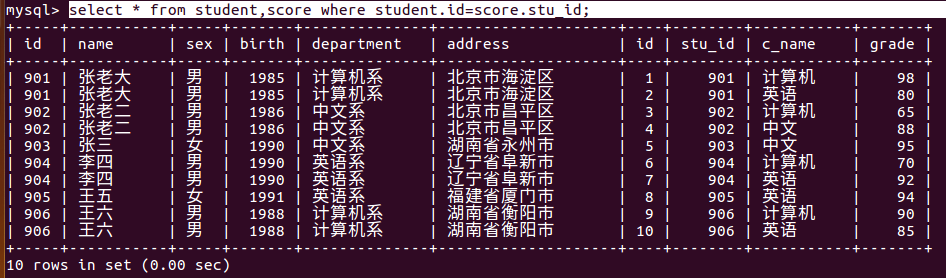 mysql> select * from student,score where student.id=score.stu_id;
+-----+--------+------+-------+------------+--------------------+----+--------+-----------+-------+
| id | name | sex | birth | department | address | id | stu_id | c_name | grade |
+-----+--------+------+-------+------------+--------------------+----+--------+-----------+-------+
| 901 | 张老大 | 男 | 1985 | 计算机系 | 北京市海淀区 | 1 | 901 | 计算机 | 98 |
| 901 | 张老大 | 男 | 1985 | 计算机系 | 北京市海淀区 | 2 | 901 | 英语 | 80 |
| 902 | 张老二 | 男 | 1986 | 中文系 | 北京市昌平区 | 3 | 902 | 计算机 | 65 |
| 902 | 张老二 | 男 | 1986 | 中文系 | 北京市昌平区 | 4 | 902 | 中文 | 88 |
| 903 | 张三 | 女 | 1990 | 中文系 | 湖南省永州市 | 5 | 903 | 中文 | 95 |
| 904 | 李四 | 男 | 1990 | 英语系 | 辽宁省阜新市 | 6 | 904 | 计算机 | 70 |
| 904 | 李四 | 男 | 1990 | 英语系 | 辽宁省阜新市 | 7 | 904 | 英语 | 92 |
| 905 | 王五 | 女 | 1991 | 英语系 | 福建省厦门市 | 8 | 905 | 英语 | 94 |
| 906 | 王六 | 男 | 1988 | 计算机系 | 湖南省衡阳市 | 9 | 906 | 计算机 | 90 |
| 906 | 王六 | 男 | 1988 | 计算机系 | 湖南省衡阳市 | 10 | 906 | 英语 | 85 |
+-----+--------+------+-------+------------+--------------------+----+--------+-----------+-------+
10 rows in set (0.00 sec)